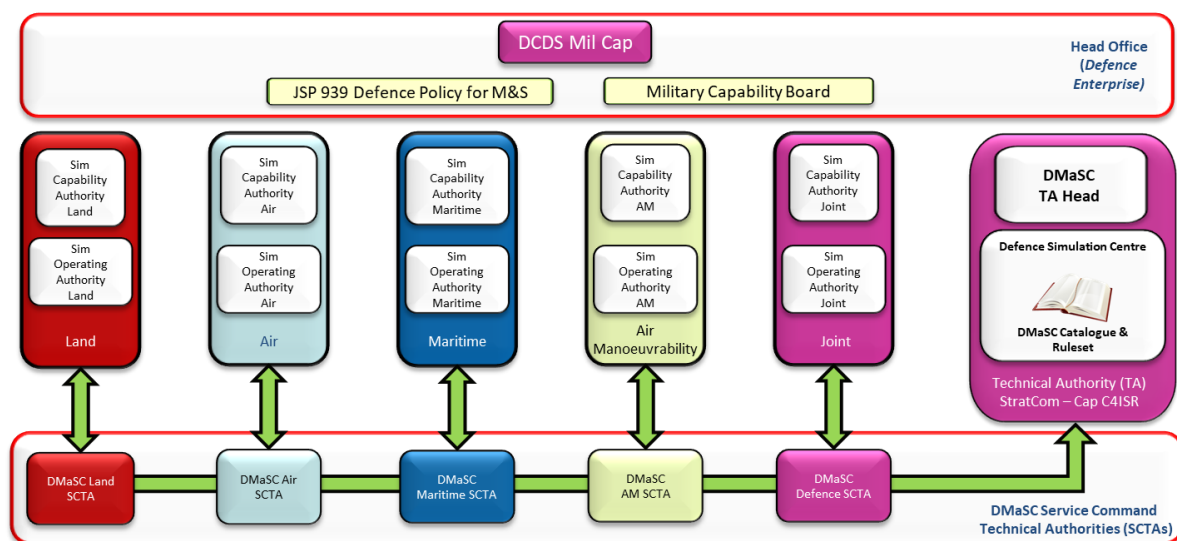 DCDS Mil Cap
Head Office
(Defence
Enterprise)
JSP 939 Defence Policy for M&S
Military Capability Board
Sim
Capability
Authority
Land
Sim
Operating
Authority
Land
Land
Sim
Capability
Authority
Air
Sim
Operating
Authority
Air
Air
Sim
Capability
Authority
Maritime
Sim
Operating
Authority
Maritime
Maritime
Sim
Capability
Authority
AM
Sim
Operating
Authority
AM
Air
Manoeuvrability
Sim
Capability
Authority
Joint
Sim
Operating
Authority
Joint
Joint
DMaSC
TA Head
Defence Simulation Centre
DMaSC Catalogue &
Ruleset
Technical Authority (TA)
StratCom – Cap C4ISR
DMaSC Land
SCTA
DMaSC Air
SCTA
DMaSC
Maritime SCTA
DMaSC
AM SCTA
DMaSC
Defence SCTA
DMaSC Service Command
Technical Authorities (SCTAs)